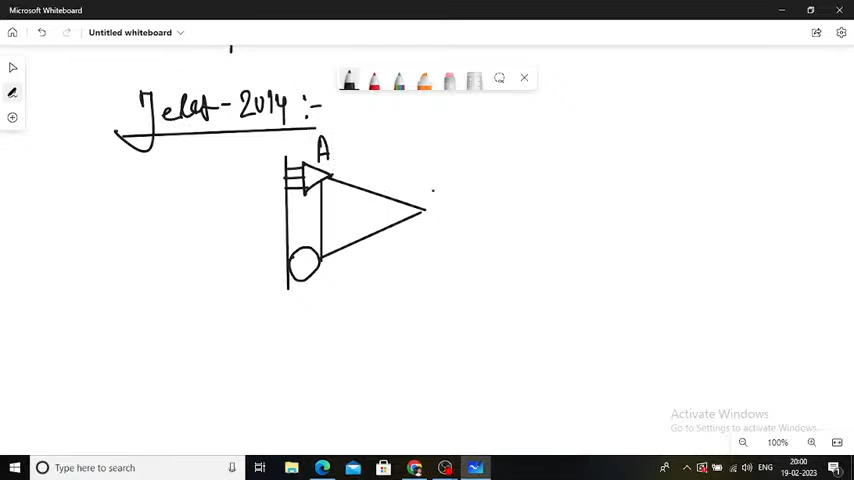 Microsoft Whiteboard
Untitled whiteboard
Jelet-2014 :-
A
Activate Windows
Go to Settings to activate Windows.
100%
Type here to search
ENG
20:00
19-02-2023